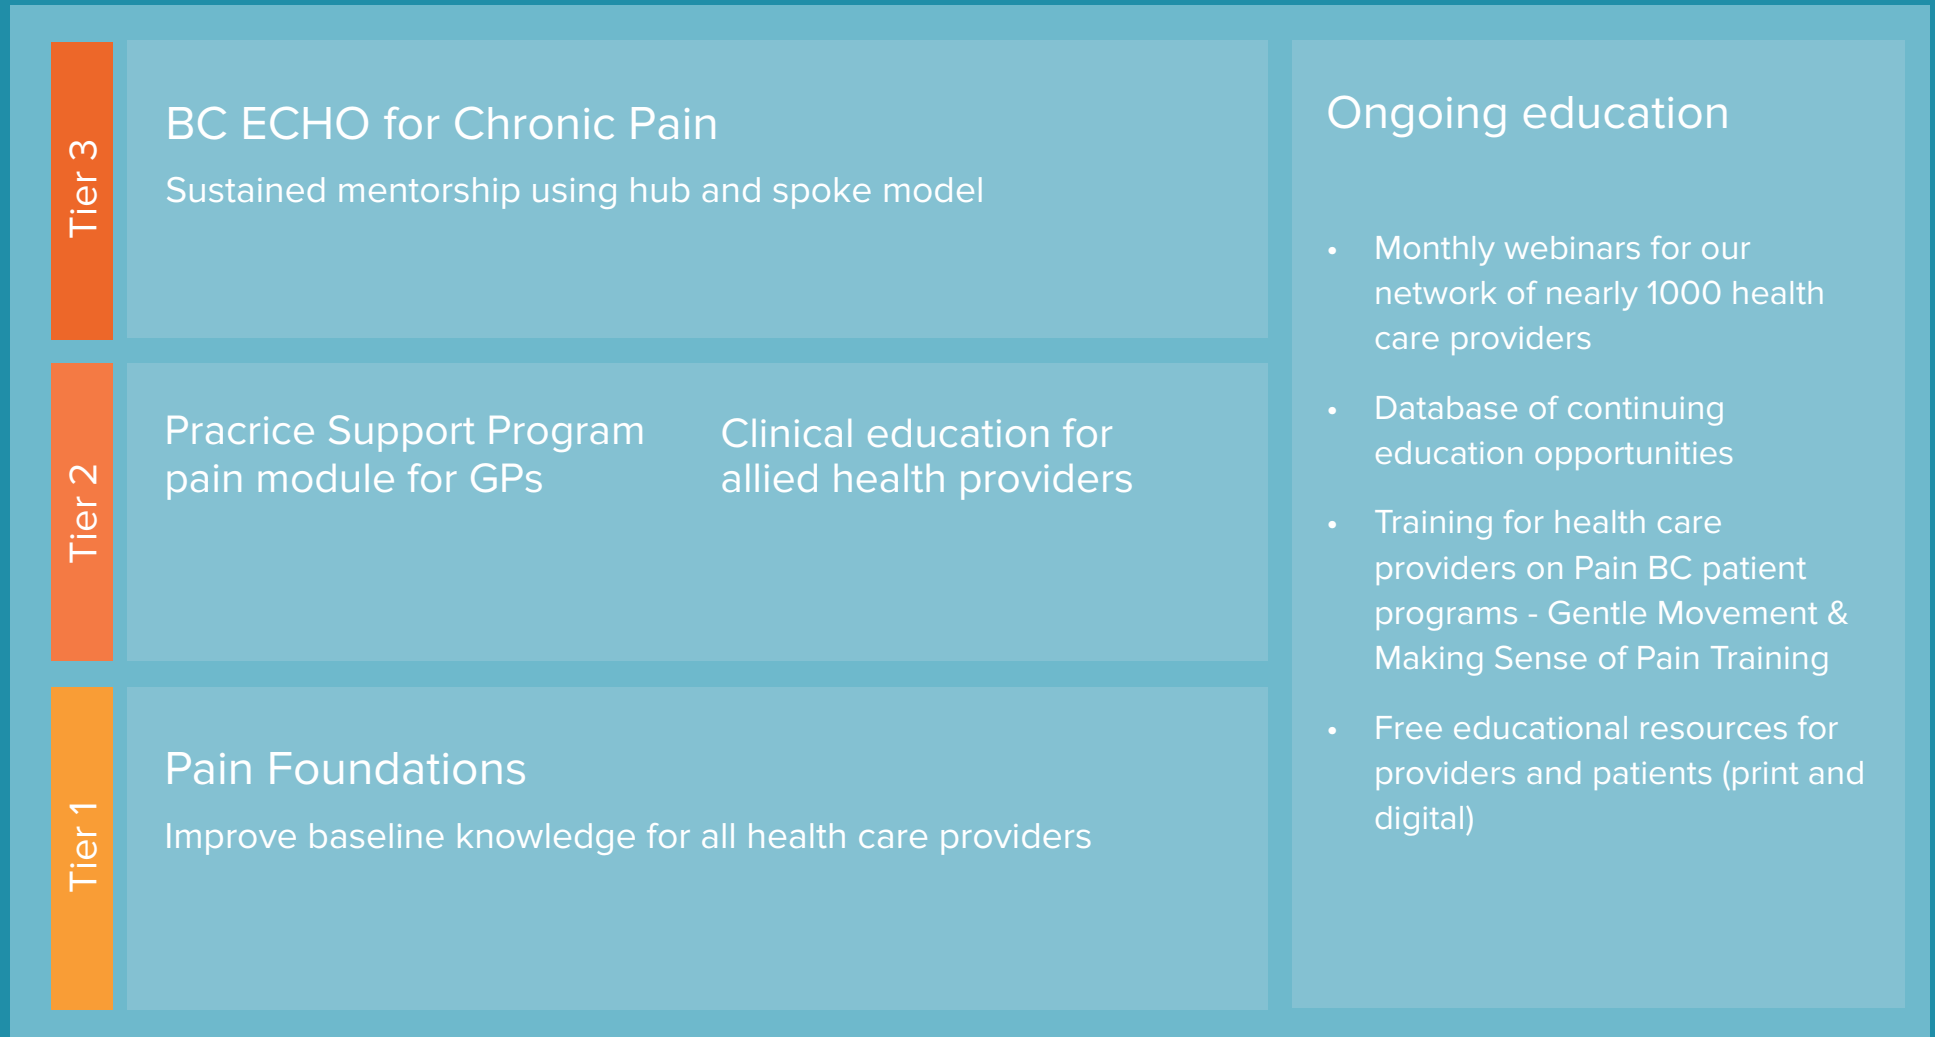 Tier 3
BC ECHO for Chronic Pain
Sustained mentorship using hub and spoke model
Tier 2
Pracrice Support Program
pain module for GPs
Clinical education for
allied health providers
Tier 1
Pain Foundations
Improve baseline knowledge for all health care providers
Ongoing education
• Monthly webinars for our
network of nearly 1000 health
care providers
• Database of continuing
education opportunities
• Training for health care
providers on Pain BC patient
programs - Gentle Movement &
Making Sense of Pain Training
• Free educational resources for
providers and patients (print and
digital)